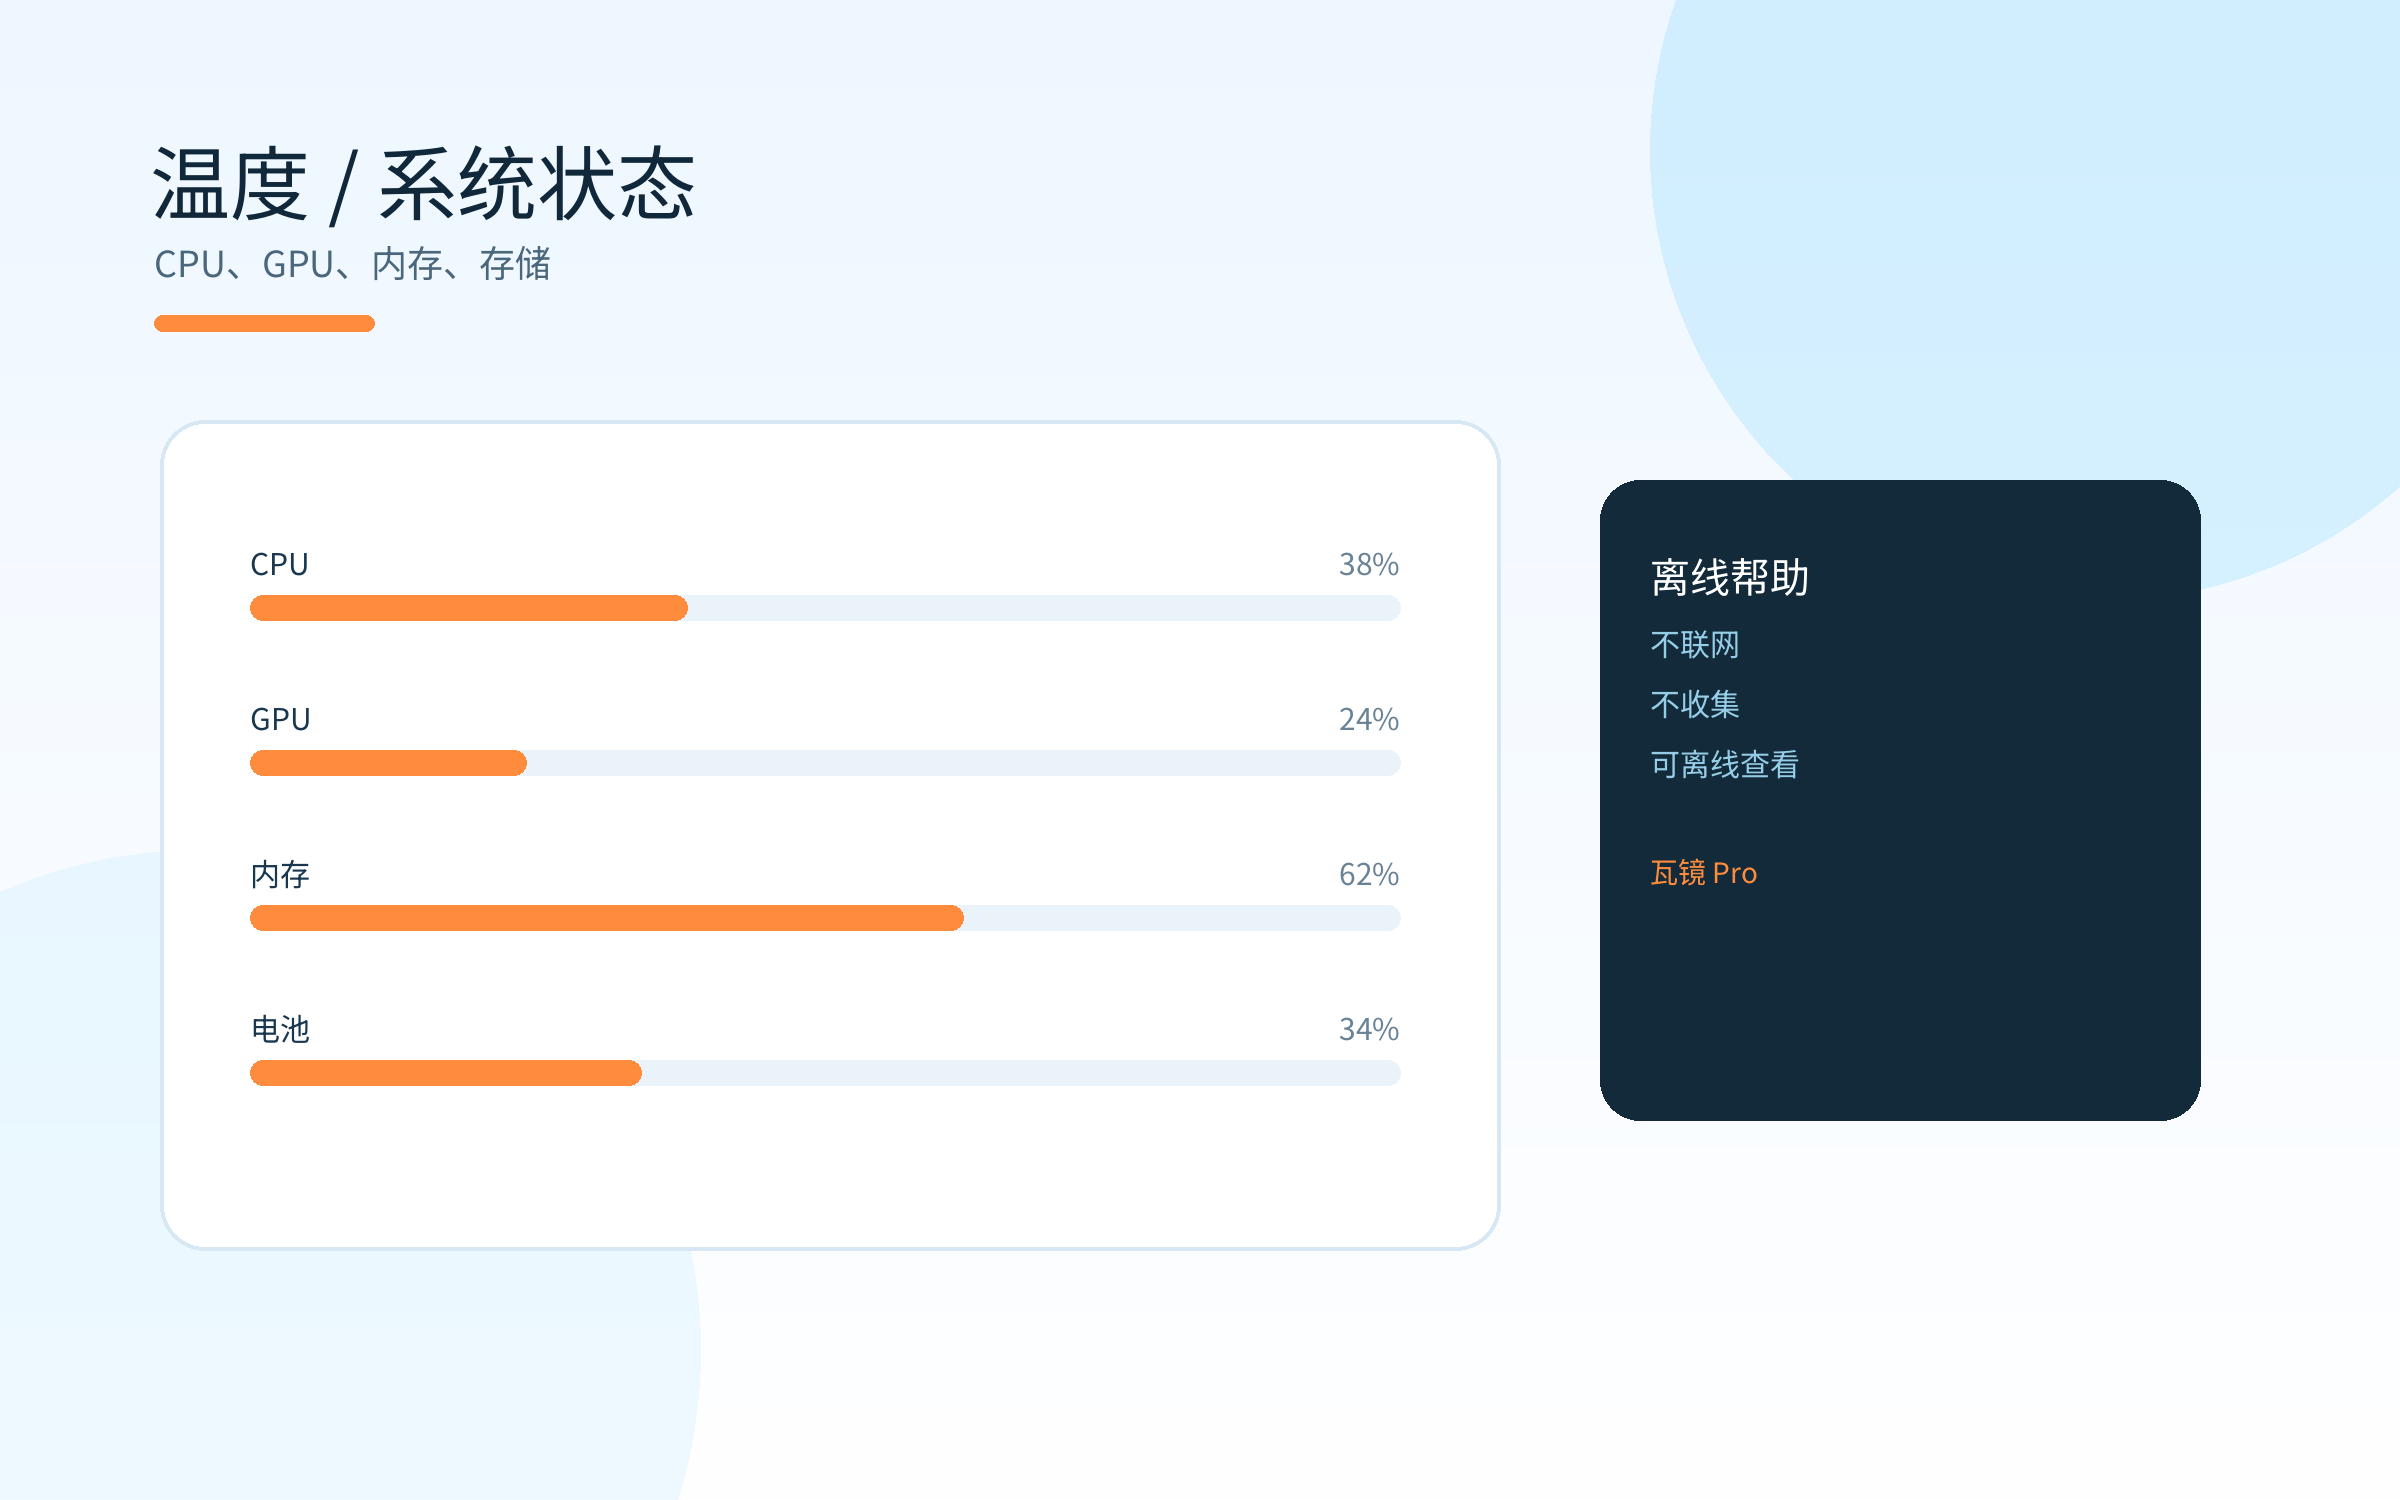 温度 / 系统状态
CPU、GPU、内存、存储
CPU 38%
GPU 24%
内存 62%
电池 34%
离线帮助
不联网
不收集
可离线查看
瓦镜 Pro